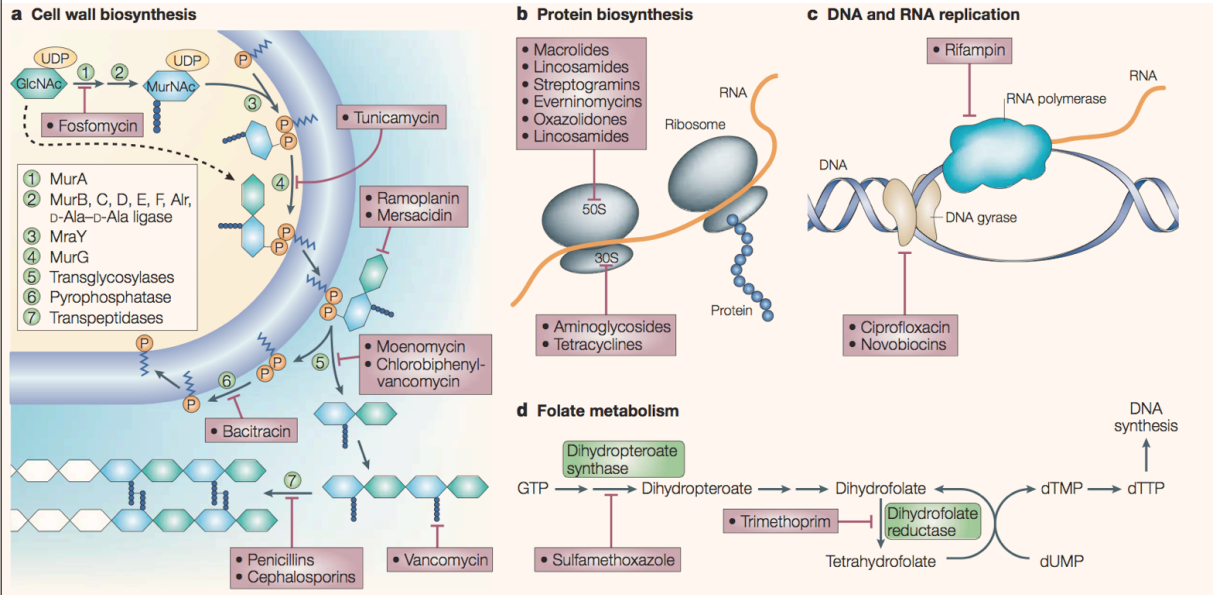 a Cell wall biosynthesis
UDP
GlcNAc
1
2
UDP
MurNAc
P
3
• Fosfomycin
P
P
• Tunicamycin
1 MurA
2 MurB, C, D, E, F, Alr,
D-Ala–D-Ala ligase
3 MraY
4 MurG
5 Transglycosylases
6 Pyrophosphatase
7 Transpeptidases
4
P
P
• Ramoplanin
• Mersacidin
P
P
P
P
P
5
• Moenomycin
• Chlorobiphenyl-
vancomycin
6
P
• Bacitracin
7
• Penicillins
• Cephalosporins
• Vancomycin
b Protein biosynthesis
• Macrolides
• Lincosamides
• Streptogramins
• Everninomycins
• Oxazolidones
• Lincosamides
RNA
Ribosome
50S
30S
Protein
• Aminoglycosides
• Tetracyclines
c DNA and RNA replication
• Rifampin
RNA
RNA polymerase
DNA
DNA gyrase
• Ciprofloxacin
• Novobiocins
d Folate metabolism
DNA
synthesis
Dihydropteroate
synthase
GTP
Dihydropteroate
Dihydrofolate
dTMP
dTTP
• Trimethoprim
Dihydrofolate
reductase
• Sulfamethoxazole
Tetrahydrofolate
dUMP